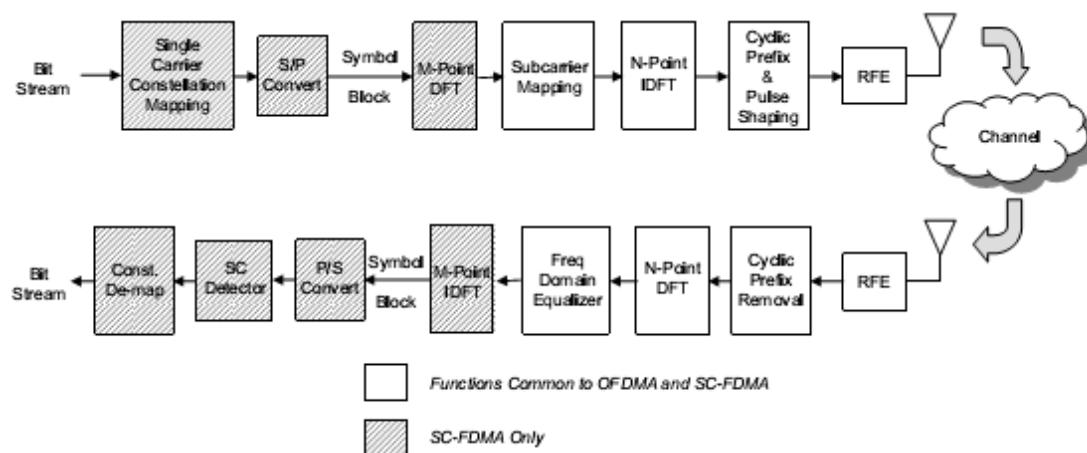 Bit
Stream
Single
Carrier
Constellation
Mapping
S/P
Convert
Symbol
Block
M-Point
DFT
Subcarrier
Mapping
N-Point
IDFT
Cyclic
Prefix
&
Pulse
Shaping
RFE
Channel
Bit
Stream
Const.
De-map
SC
Detector
P/S
Convert
Symbol
Block
M-Point
IDFT
Freq
Domain
Equalizer
N-Point
DFT
Cyclic
Prefix
Removal
RFE
Functions Common to OFDMA and SC-FDMA
SC-FDMA Only